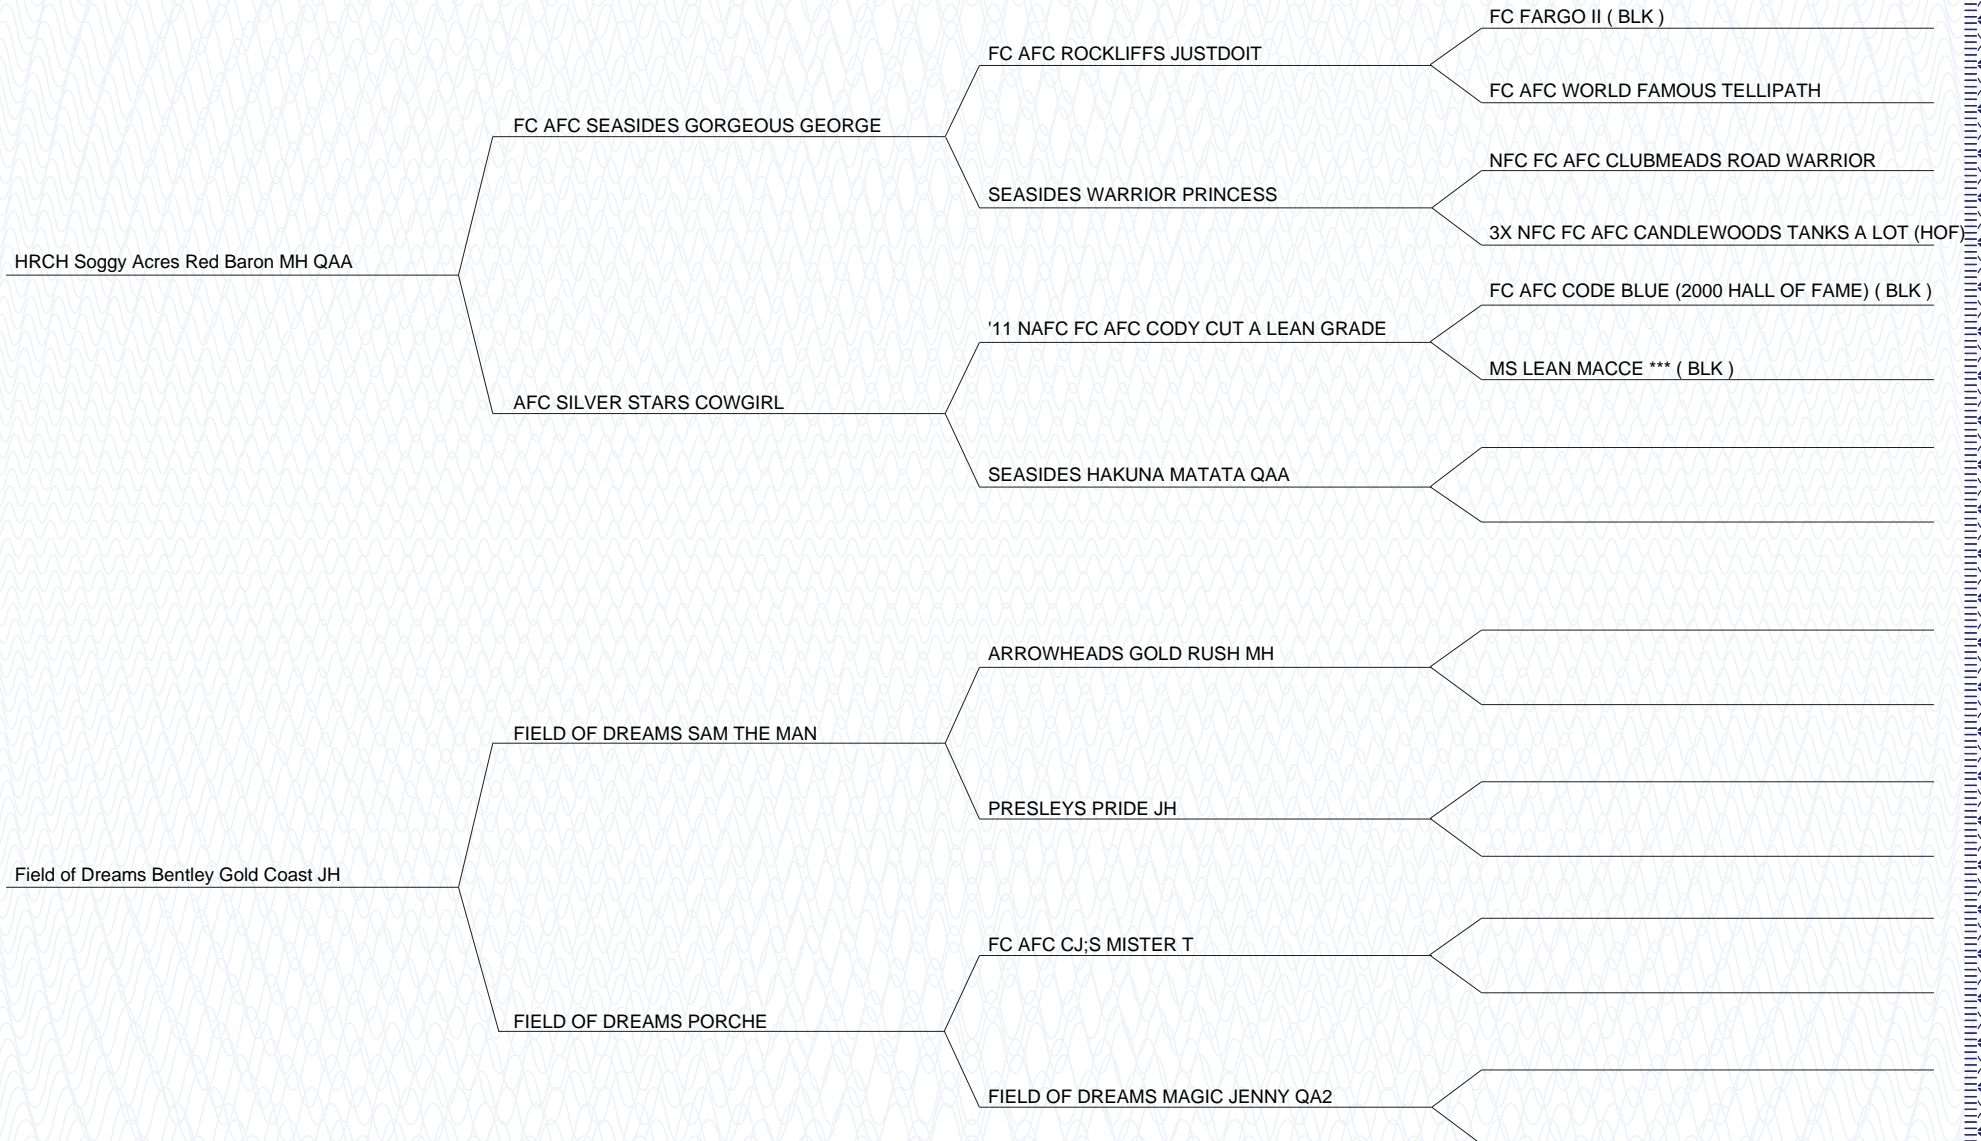 FC FARGO II ( BLK )
FC AFC ROCKLIFFS JUSTDOIT
FC AFC WORLD FAMOUS TELLIPATH
FC AFC SEASIDES GORGEOUS GEORGE
NFC FC AFC CLUBMEADS ROAD WARRIOR
SEASIDES WARRIOR PRINCESS
3X NFC FC AFC CANDLEWOODS TANKS A LOT (HOF)
HRCH Soggy Acres Red Baron MH QAA
FC AFC CODE BLUE (2000 HALL OF FAME) ( BLK )
'11 NAFC FC AFC CODY CUT A LEAN GRADE
MS LEAN MACCE *** ( BLK )
AFC SILVER STARS COWGIRL
SEASIDES HAKUNA MATATA QAA
ARROWHEADS GOLD RUSH MH
FIELD OF DREAMS SAM THE MAN
PRESLEYS PRIDE JH
Field of Dreams Bentley Gold Coast JH
FC AFC CJ;S MISTER T
FIELD OF DREAMS PORCHE
FIELD OF DREAMS MAGIC JENNY QA2